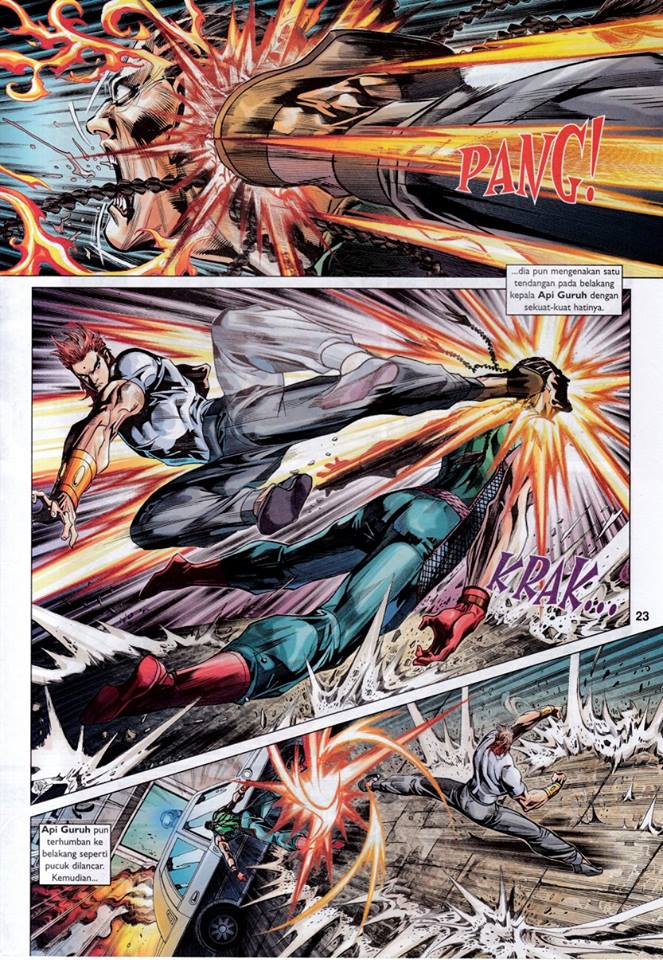 PANG!
...dia pun mengenakan satu
tendangan pada belakang
kepala Api Guruh dengan
sekuat-kuat hatinya.
KRAK...
23
Api Guruh pun
terhumban ke
belakang seperti
pucuk dilancar.
Kemudian...